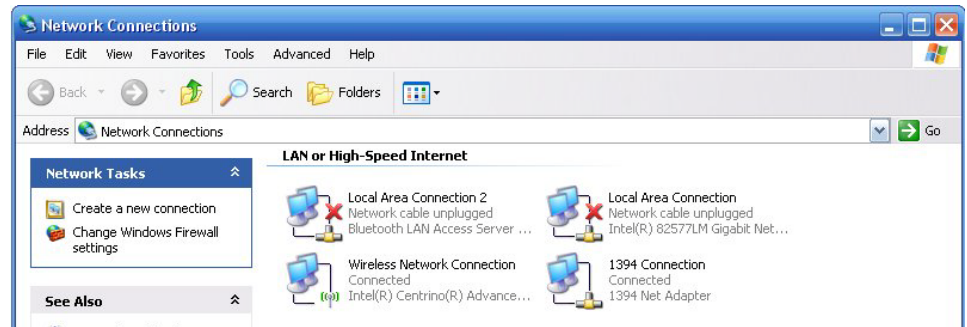 Network Connections
File Edit View Favorites Tools Advanced Help
Back Search Folders
Address Network Connections Go
LAN or High-Speed Internet
Network Tasks
Create a new connection
Change Windows Firewall
settings
See Also
Local Area Connection 2
Network cable unplugged
Bluetooth LAN Access Server ...
Local Area Connection
Network cable unplugged
Intel(R) 82577LM Gigabit Net...
Wireless Network Connection
Connected
Intel(R) Centrino(R) Advance...
1394 Connection
Connected
1394 Net Adapter